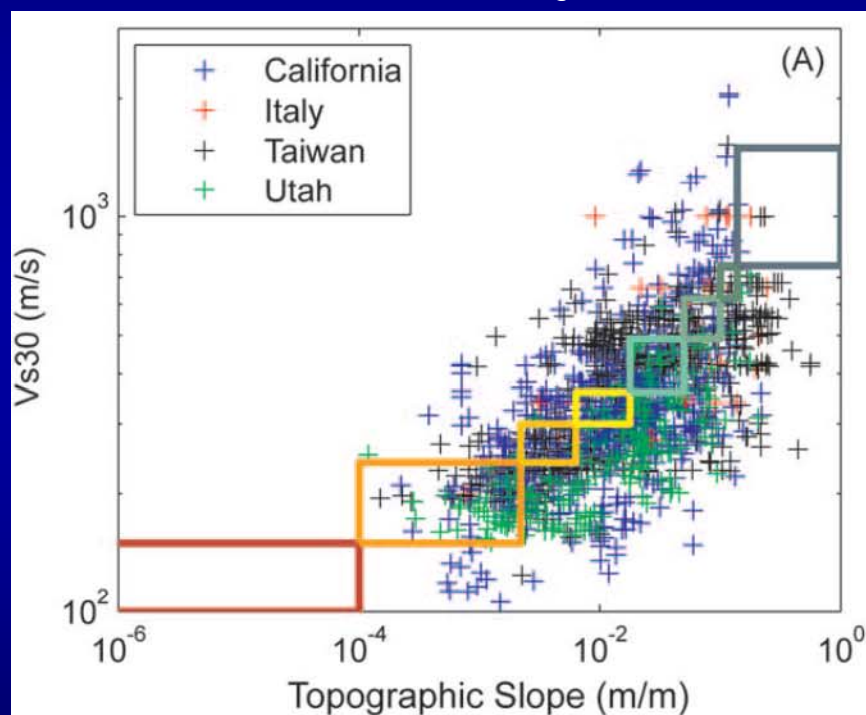 (A)
California
Italy
Taiwan
Utah
Vs30 (m/s)
10³
10²
10⁻⁶
10⁻⁴
10⁻²
10⁰
Topographic Slope (m/m)